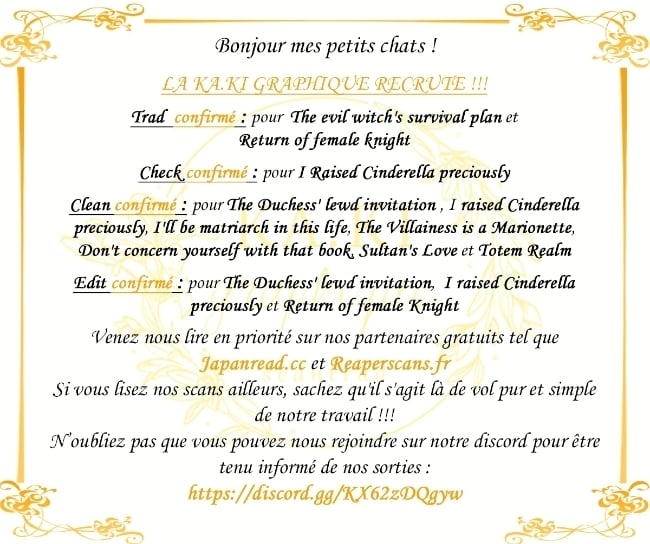 Bonjour mes petits chats !
LA KA.KI GRAPHIQUE RECRUTE !!!
Trad confirmé : pour The evil witch's survival plan et
Return of female knight
Check confirmé : pour I Raised Cinderella preciously
Clean confirmé : pour The Duchess' lewd invitation , I raised Cinderella
preciously, I'll be matriarch in this life, The Villainess is a Marionette,
Don't concern yourself with that book, Sultan's Love et Totem Realm
Edit confirmé : pour The Duchess' lewd invitation, I raised Cinderella
preciously et Return of female Knight
Venez nous lire en priorité sur nos partenaires gratuits tel que
Japanread.cc et Reaperscans.fr
Si vous lisez nos scans ailleurs, sachez qu'il s'agit là de vol pur et simple
de notre travail !!!
N'oubliez pas que vous pouvez nous rejoindre sur notre discord pour être
tenu informé de nos sorties :
https://discord.gg/KX62zDQgyw